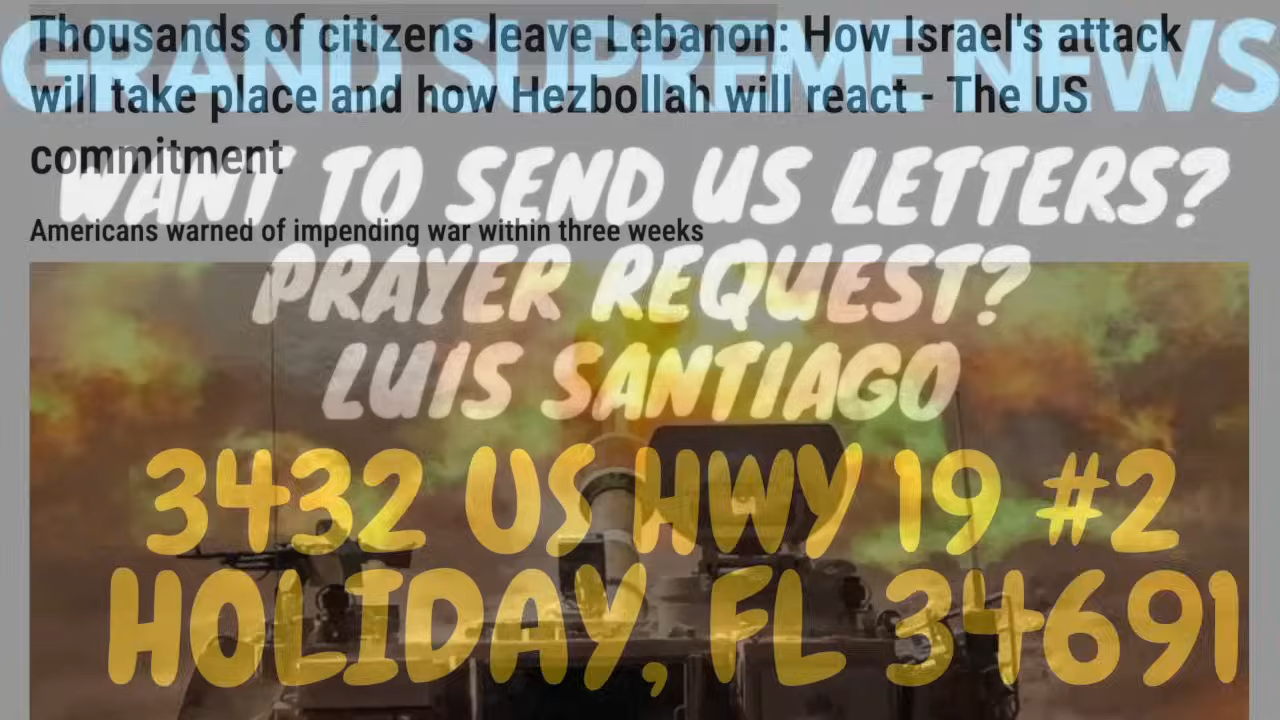 GRAND SUPREME NEWS
Thousands of citizens leave Lebanon: How Israel's attack
will take place and how Hezbollah will react - The US
commitment
WANT TO SEND US LETTERS?
Americans warned of impending war within three weeks
PRAYER REQUEST?
LUIS SANTIAGO
3432 US HWY 19 #2
HOLIDAY, FL 34691